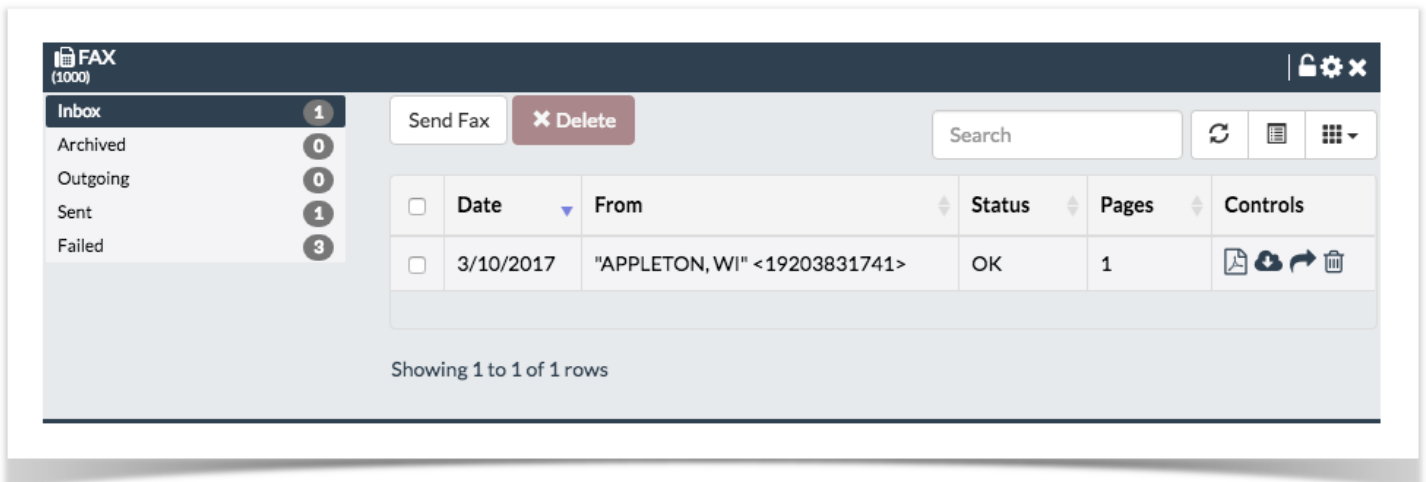 FAX
(1000)
Inbox 1
Archived 0
Outgoing 0
Sent 1
Failed 3
Send Fax Delete
Search
Date From Status Pages Controls
3/10/2017 "APPLETON, WI" <19203831741> OK 1
Showing 1 to 1 of 1 rows